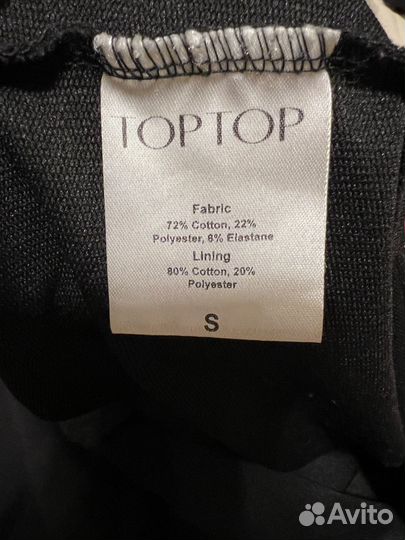 TOPTOP
Fabric
72% Cotton, 22%
Polyester, 6% Elastane
Lining
80% Cotton, 20%
Polyester
S
Avito